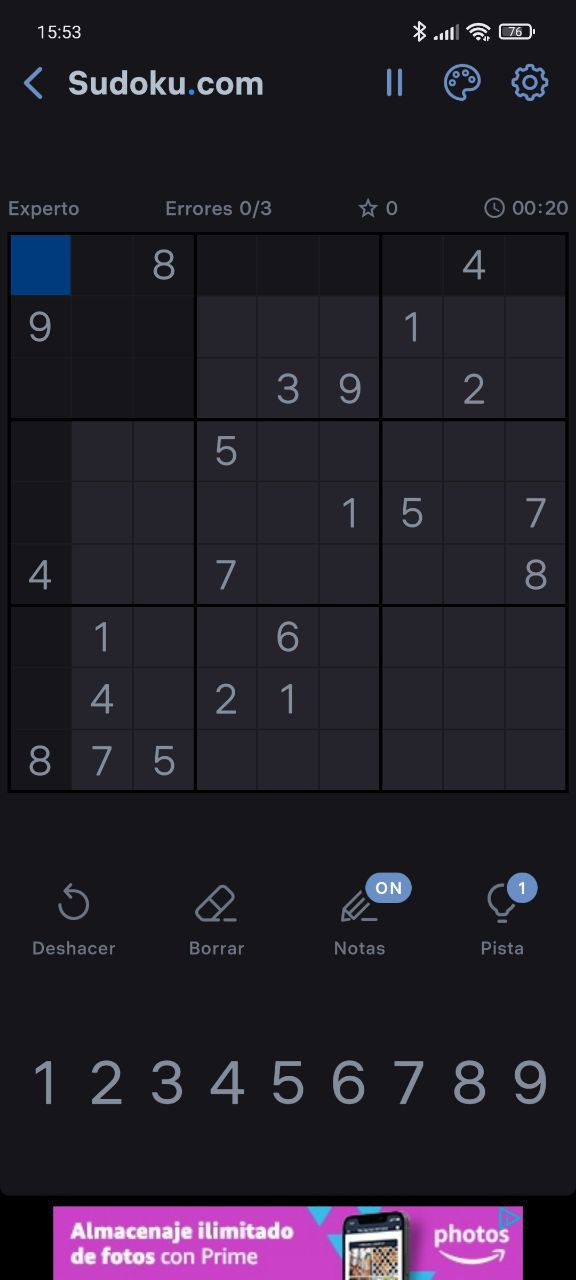 15:53 76
Sudoku.com
Experto Errores 0/3 0 00:20
8 4
9 1
3 9 2
5
1 5 7
4 7 8
1 6
4 2 1
8 7 5
ON 1
Deshacer Borrar Notas Pista
1 2 3 4 5 6 7 8 9
Almacenaje ilimitado
de fotos con Prime
photos